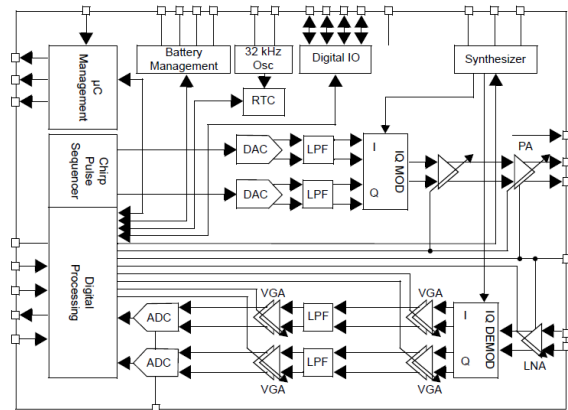 µC
Management
Battery
Management
32 kHz
Osc
Digital IO
Synthesizer
RTC
Chirp
Pulse
Sequencer
DAC
LPF
I
IQ MOD
PA
DAC
LPF
Q
Digital
Processing
VGA
VGA
ADC
LPF
I
IQ DEMOD
ADC
LPF
Q
LNA
VGA
VGA